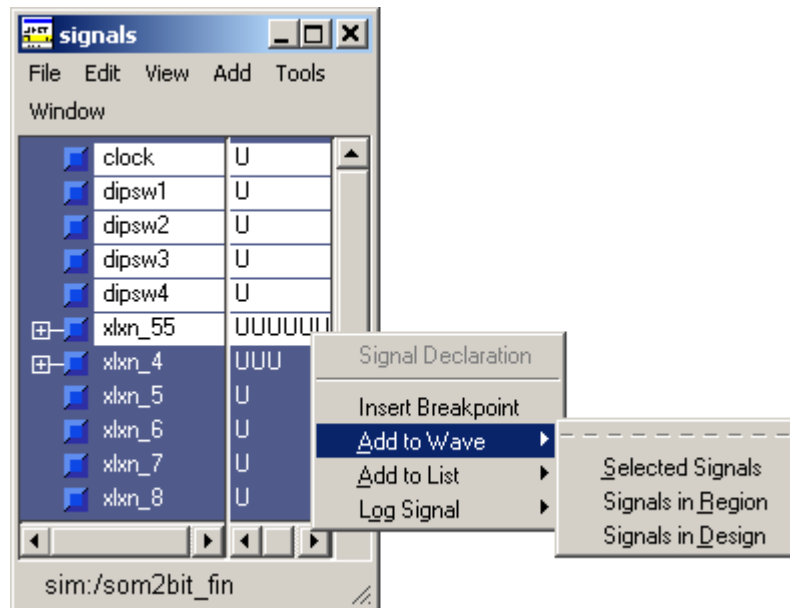 signals
File Edit View Add Tools
Window
clock U
dipsw1 U
dipsw2 U
dipsw3 U
dipsw4 U
xlxn_55 UUUUUU
xlxn_4 UUU
xlxn_5 U
xlxn_6 U
xlxn_7 U
xlxn_8 U
sim:/som2bit_fin
Signal Declaration
Insert Breakpoint
Add to Wave
Add to List
Log Signal
Selected Signals
Signals in Region
Signals in Design